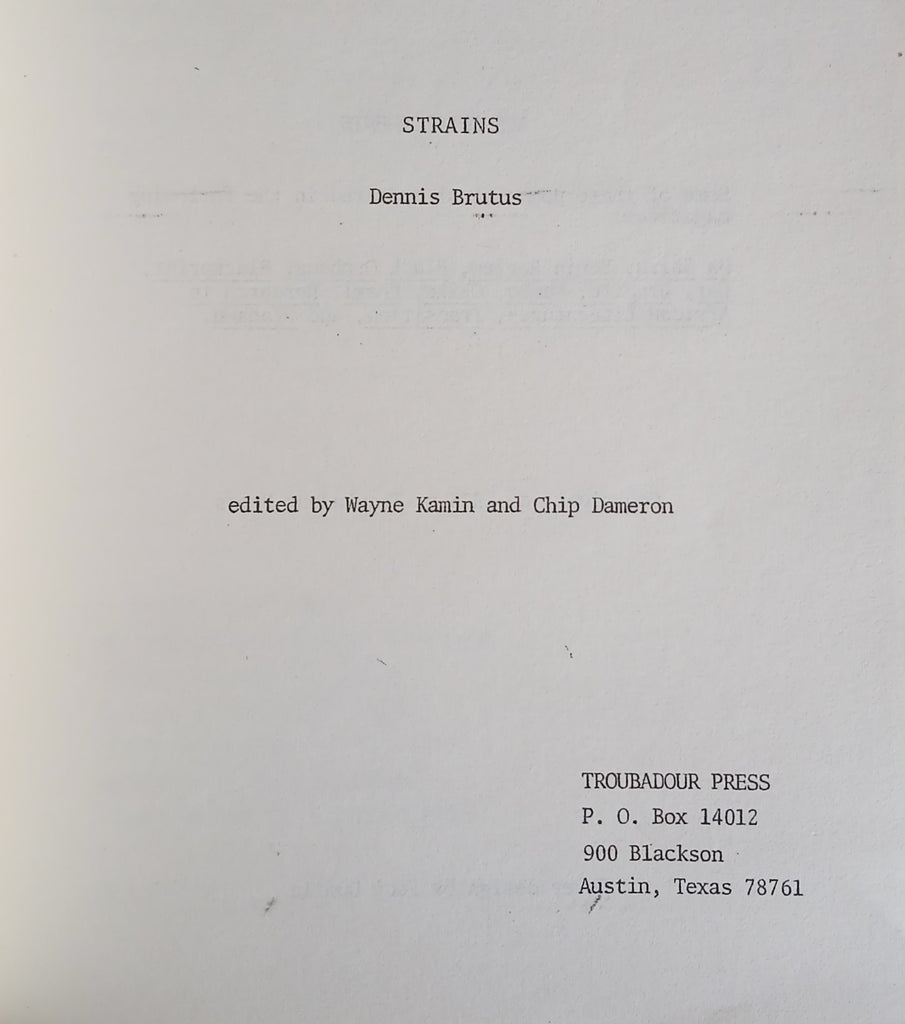 STRAINS
Dennis Brutus
edited by Wayne Kamin and Chip Dameron
TROUBADOUR PRESS
P. O. Box 14012
900 Blackson
Austin, Texas 78761